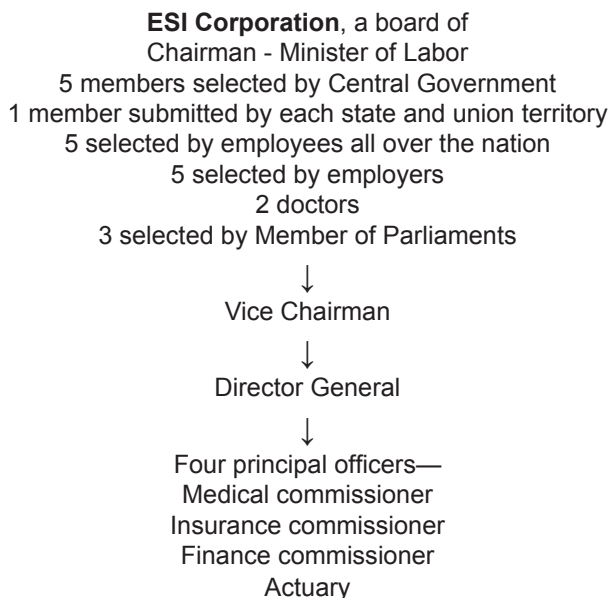 ESI Corporation, a board of
Chairman - Minister of Labor
5 members selected by Central Government
1 member submitted by each state and union territory
5 selected by employees all over the nation
5 selected by employers
2 doctors
3 selected by Member of Parliaments
↓
Vice Chairman
↓
Director General
↓
Four principal officers—
Medical commissioner
Insurance commissioner
Finance commissioner
Actuary